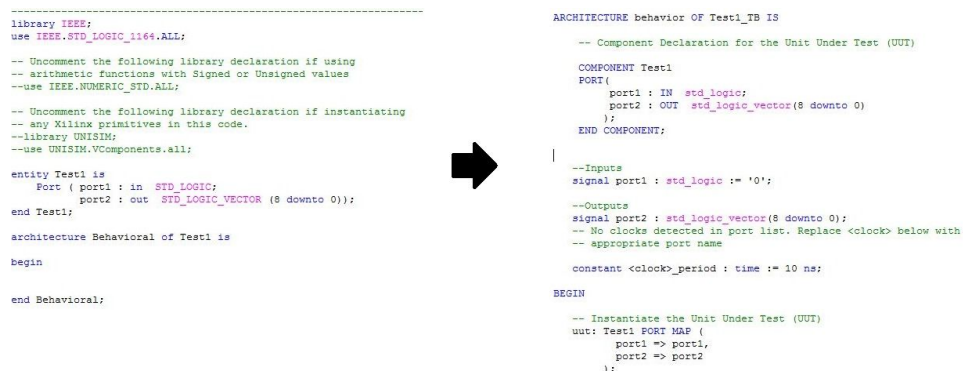 --------------------------------------------------------------
library IEEE;
use IEEE.STD_LOGIC_1164.ALL;
-- Uncomment the following library declaration if using
-- arithmetic functions with Signed or Unsigned values
--use IEEE.NUMERIC_STD.ALL;
-- Uncomment the following library declaration if instantiating
-- any Xilinx primitives in this code.
--library UNISIM;
--use UNISIM.VComponents.all;
entity Test1 is
Port ( port1 : in STD_LOGIC;
port2 : out STD_LOGIC_VECTOR (8 downto 0));
end Test1;
architecture Behavioral of Test1 is
begin
end Behavioral;
ARCHITECTURE behavior OF Test1_TB IS
-- Component Declaration for the Unit Under Test (UUT)
COMPONENT Test1
PORT(
port1 : IN std_logic;
port2 : OUT std_logic_vector(8 downto 0)
);
END COMPONENT;
--Inputs
signal port1 : std_logic := '0';
--Outputs
signal port2 : std_logic_vector(8 downto 0);
-- No clocks detected in port list. Replace <clock> below with
-- appropriate port name
constant <clock>_period : time := 10 ns;
BEGIN
-- Instantiate the Unit Under Test (UUT)
uut: Test1 PORT MAP (
port1 => port1,
port2 => port2
);